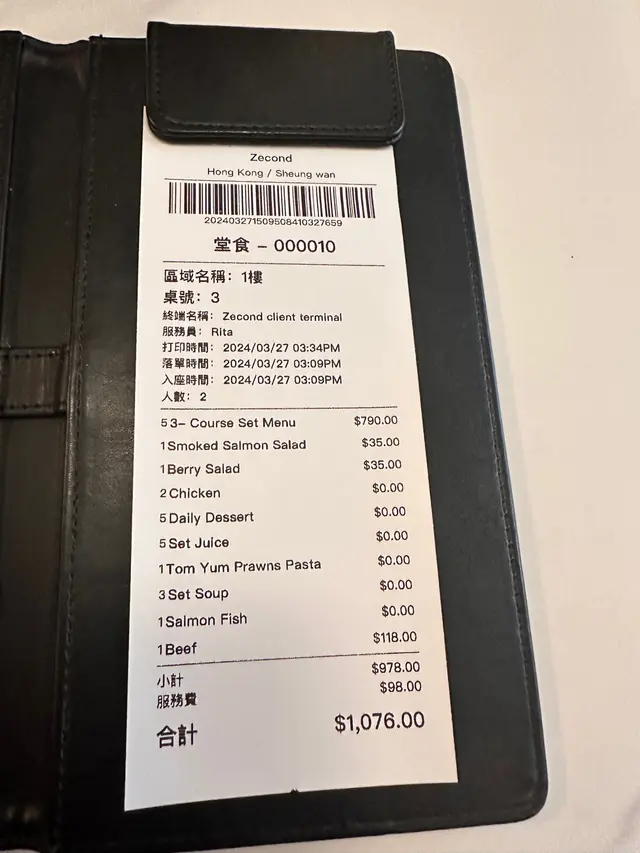 Zecond
Hong Kong / Sheung wan
202403271509508410327659
堂食 – 000010
區域名稱: 1樓
桌號: 3
終端名稱: Zecond client terminal
服務員: Rita
打印時間: 2024/03/27 03:34PM
落單時間: 2024/03/27 03:09PM
入座時間: 2024/03/27 03:09PM
人數: 2
5 3- Course Set Menu $790.00
1 Smoked Salmon Salad $35.00
1 Berry Salad $35.00
2 Chicken $0.00
5 Daily Dessert $0.00
5 Set Juice $0.00
1 Tom Yum Prawns Pasta $0.00
3 Set Soup $0.00
1 Salmon Fish $0.00
1 Beef $118.00
小計 $978.00
服務費 $98.00
合計 $1,076.00